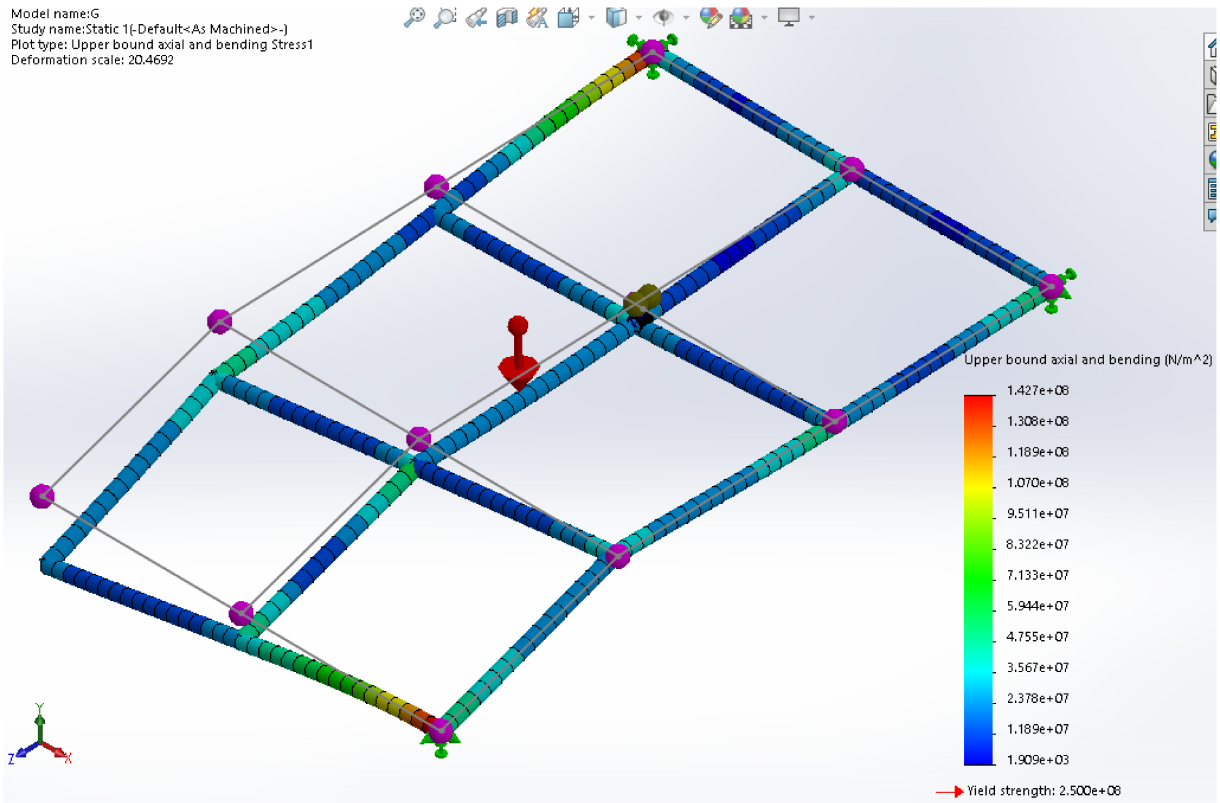 Model name:G
Study name:Static 1(-Default<As Machined>-)
Plot type: Upper bound axial and bending Stress1
Deformation scale: 20.4692
Upper bound axial and bending (N/m^2)
1.427e+08
1.308e+08
1.189e+08
1.070e+08
9.511e+07
8.322e+07
7.133e+07
5.944e+07
4.755e+07
3.567e+07
2.378e+07
1.189e+07
1.909e+03
Yield strength: 2.500e+08
Y
Z
X